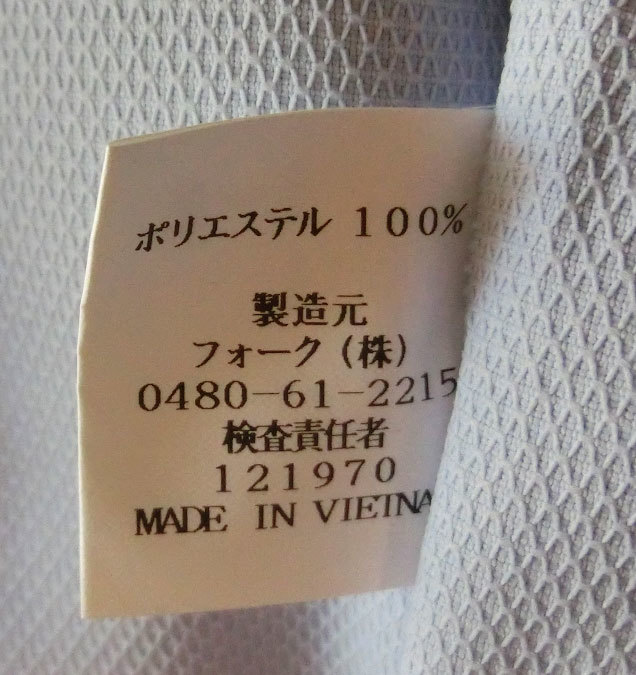 ポリエステル 100%
製造元
フォーク(株)
0480-61-2215
検査責任者
121970
MADE IN VIETNA